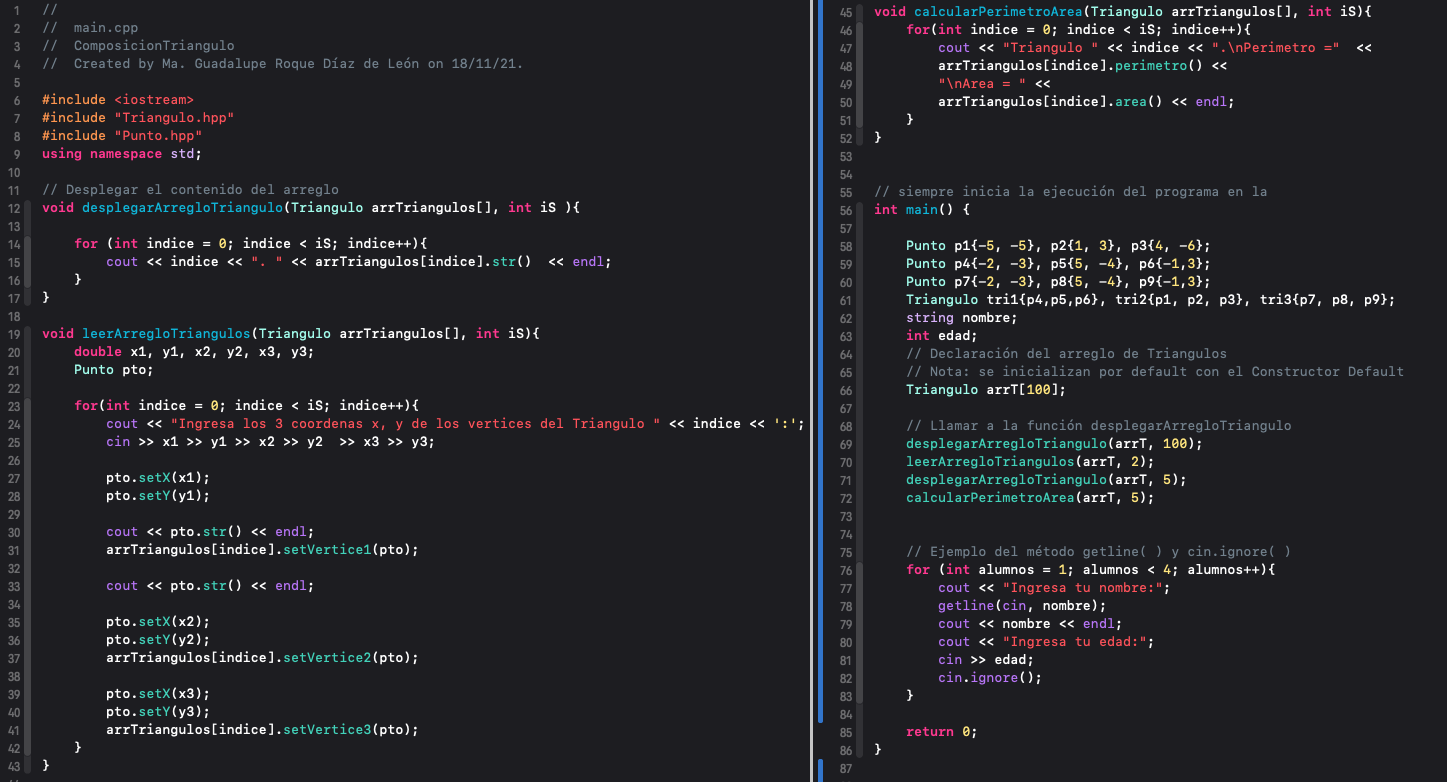 1 //
2 //  main.cpp
3 //  ComposicionTriangulo
4 //  Created by Ma. Guadalupe Roque Díaz de León on 18/11/21.
5
6 #include <iostream>
7 #include "Triangulo.hpp"
8 #include "Punto.hpp"
9 using namespace std;
10
11 // Desplegar el contenido del arreglo
12 void desplegarArregloTriangulo(Triangulo arrTriangulos[], int iS ){
13
14     for (int indice = 0; indice < iS; indice++){
15         cout << indice << ". " << arrTriangulos[indice].str()  << endl;
16     }
17 }
18
19 void leerArregloTriangulos(Triangulo arrTriangulos[], int iS){
20     double x1, y1, x2, y2, x3, y3;
21     Punto pto;
22
23     for(int indice = 0; indice < iS; indice++){
24         cout << "Ingresa los 3 coordenas x, y de los vertices del Triangulo " << indice << ':';
25         cin >> x1 >> y1 >> x2 >> y2  >> x3 >> y3;
26
27         pto.setX(x1);
28         pto.setY(y1);
29
30         cout << pto.str() << endl;
31         arrTriangulos[indice].setVertice1(pto);
32
33         cout << pto.str() << endl;
34
35         pto.setX(x2);
36         pto.setY(y2);
37         arrTriangulos[indice].setVertice2(pto);
38
39         pto.setX(x3);
40         pto.setY(y3);
41         arrTriangulos[indice].setVertice3(pto);
42     }
43 }
45 void calcularPerimetroArea(Triangulo arrTriangulos[], int iS){
46     for(int indice = 0; indice < iS; indice++){
47         cout << "Triangulo " << indice << ".\nPerimetro ="  <<
48         arrTriangulos[indice].perimetro() <<
49         "\nArea = " <<
50         arrTriangulos[indice].area() << endl;
51     }
52 }
53
54
55 // siempre inicia la ejecución del programa en la
56 int main() {
57
58     Punto p1{-5, -5}, p2{1, 3}, p3{4, -6};
59     Punto p4{-2, -3}, p5{5, -4}, p6{-1,3};
60     Punto p7{-2, -3}, p8{5, -4}, p9{-1,3};
61     Triangulo tri1{p4,p5,p6}, tri2{p1, p2, p3}, tri3{p7, p8, p9};
62     string nombre;
63     int edad;
64     // Declaración del arreglo de Triangulos
65     // Nota: se inicializan por default con el Constructor Default
66     Triangulo arrT[100];
67
68     // Llamar a la función desplegarArregloTriangulo
69     desplegarArregloTriangulo(arrT, 100);
70     leerArregloTriangulos(arrT, 2);
71     desplegarArregloTriangulo(arrT, 5);
72     calcularPerimetroArea(arrT, 5);
73
74
75     // Ejemplo del método getline( ) y cin.ignore( )
76     for (int alumnos = 1; alumnos < 4; alumnos++){
77         cout << "Ingresa tu nombre:";
78         getline(cin, nombre);
79         cout << nombre << endl;
80         cout << "Ingresa tu edad:";
81         cin >> edad;
82         cin.ignore();
83     }
84
85     return 0;
86 }
87